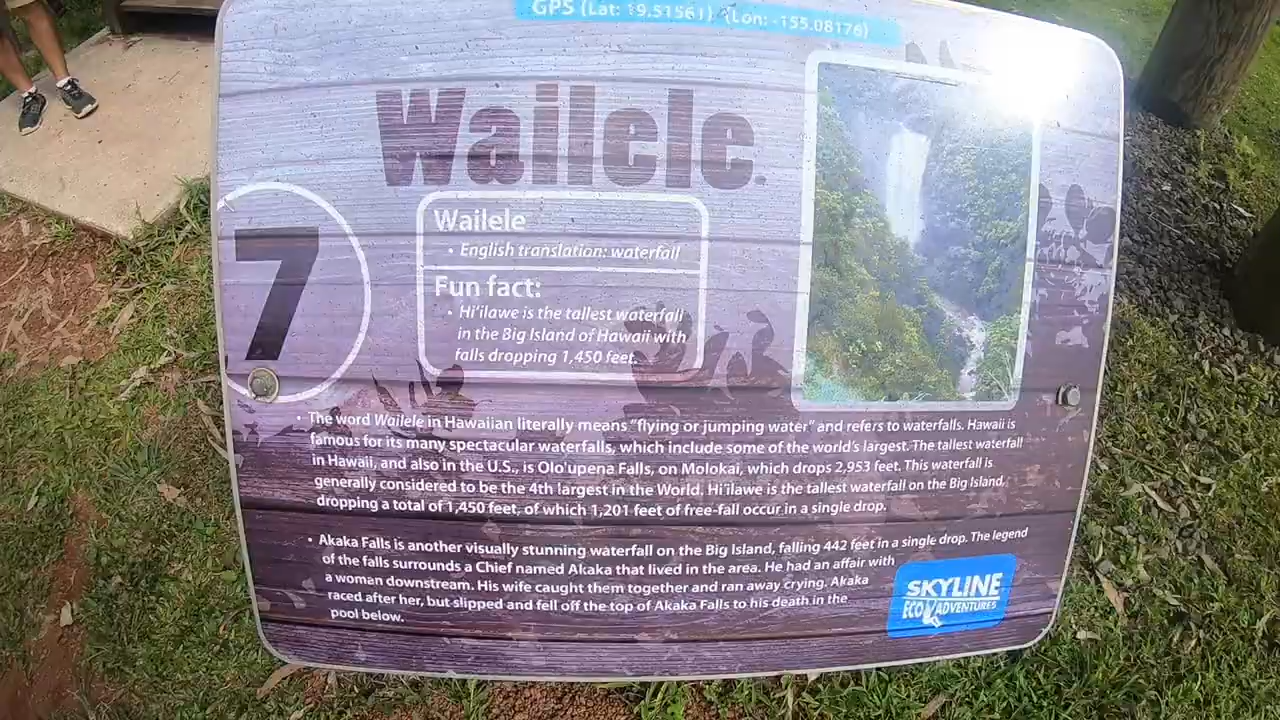 GPS (Lat: 19.51561) (Lon: -155.08176)
Wailele.
7
Wailele
• English translation: waterfall
Fun fact:
• Hi'ilawe is the tallest waterfall
in the Big Island of Hawaii with
falls dropping 1,450 feet.
• The word Wailele in Hawaiian literally means "flying or jumping water" and refers to waterfalls. Hawaii is
famous for its many spectacular waterfalls, which include some of the world's largest. The tallest waterfall
in Hawaii, and also in the U.S., is Olo'upena Falls, on Molokai, which drops 2,953 feet. This waterfall is
generally considered to be the 4th largest in the World. Hi'ilawe is the tallest waterfall on the Big Island,
dropping a total of 1,450 feet, of which 1,201 feet of free-fall occur in a single drop.
• Akaka Falls is another visually stunning waterfall on the Big Island, falling 442 feet in a single drop. The legend
of the falls surrounds a Chief named Akaka that lived in the area. He had an affair with
a woman downstream. His wife caught them together and ran away crying. Akaka
raced after her, but slipped and fell off the top of Akaka Falls to his death in the
pool below.
SKYLINE
ECO ADVENTURES